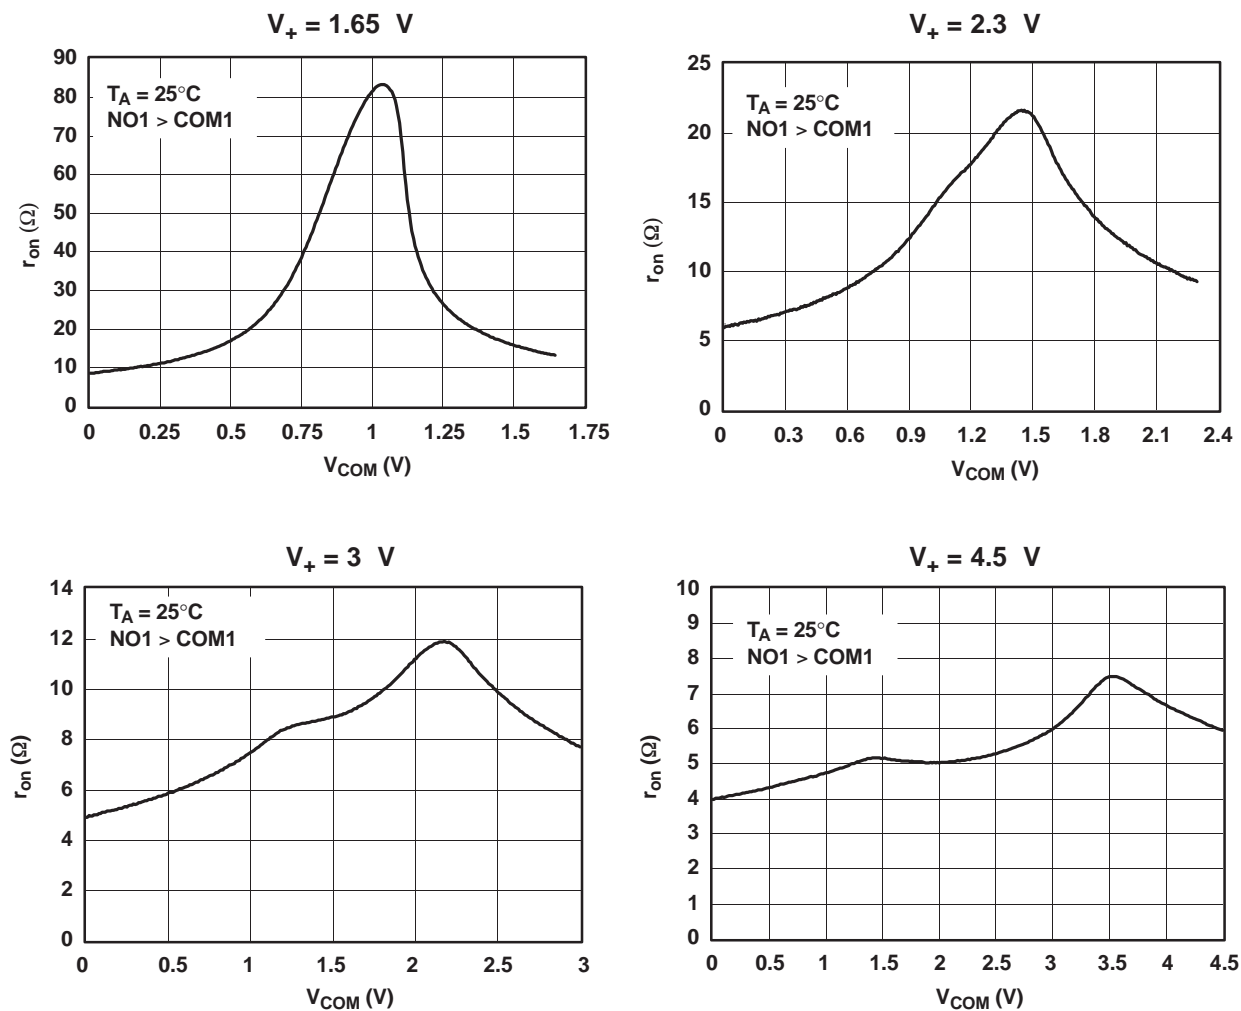 V+ = 1.65 V
90
80
70
60
50
40
30
20
10
0
ron (Ω)
TA = 25°C
NO1 > COM1
0 0.25 0.5 0.75 1 1.25 1.5 1.75
VCOM (V)
V+ = 2.3 V
25
20
15
10
5
0
ron (Ω)
TA = 25°C
NO1 > COM1
0 0.3 0.6 0.9 1.2 1.5 1.8 2.1 2.4
VCOM (V)
V+ = 3 V
14
12
10
8
6
4
2
0
ron (Ω)
TA = 25°C
NO1 > COM1
0 0.5 1 1.5 2 2.5 3
VCOM (V)
V+ = 4.5 V
10
9
8
7
6
5
4
3
2
1
0
ron (Ω)
TA = 25°C
NO1 > COM1
0 0.5 1 1.5 2 2.5 3 3.5 4 4.5
VCOM (V)